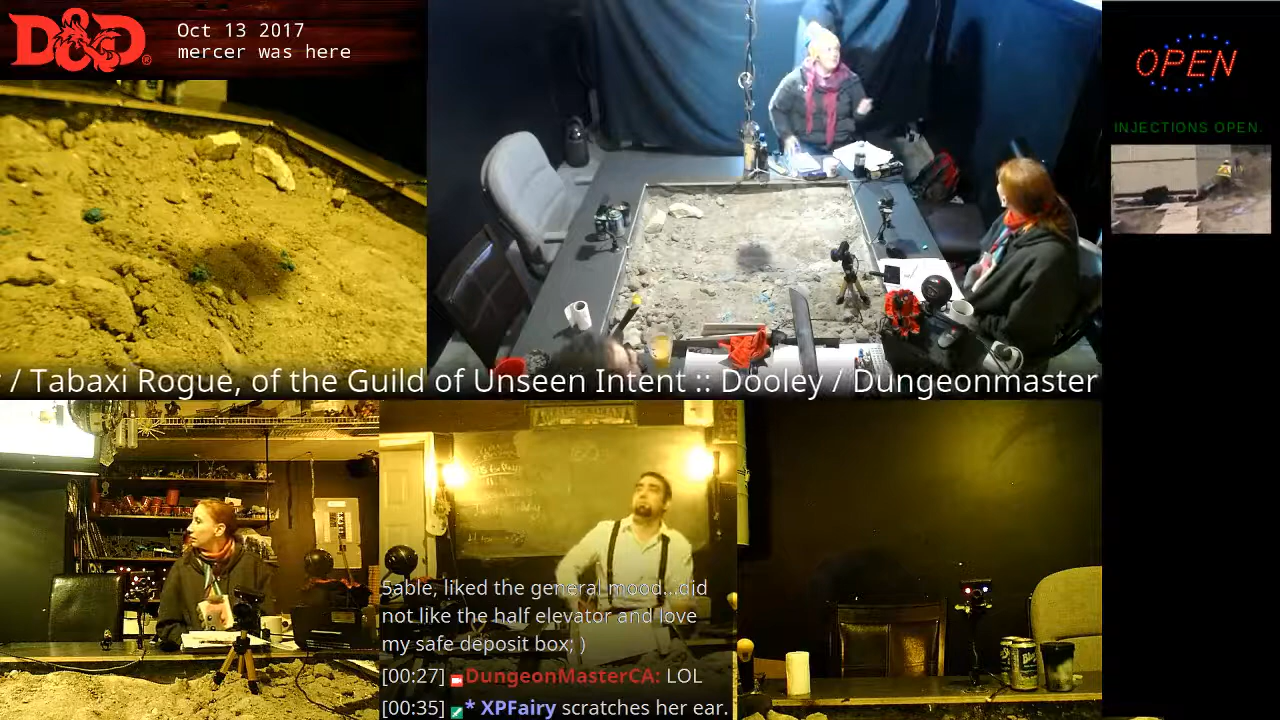 D&D®
Oct 13 2017
mercer was here
OPEN
INJECTIONS OPEN.
/ Tabaxi Rogue, of the Guild of Unseen Intent :: Dooley / Dungeonmaster
Sable, liked the general mood...did
not like the half elevator and love
my safe deposit box; )
[00:27] DungeonMasterCA: LOL
[00:35] * XPFairy scratches her ear.